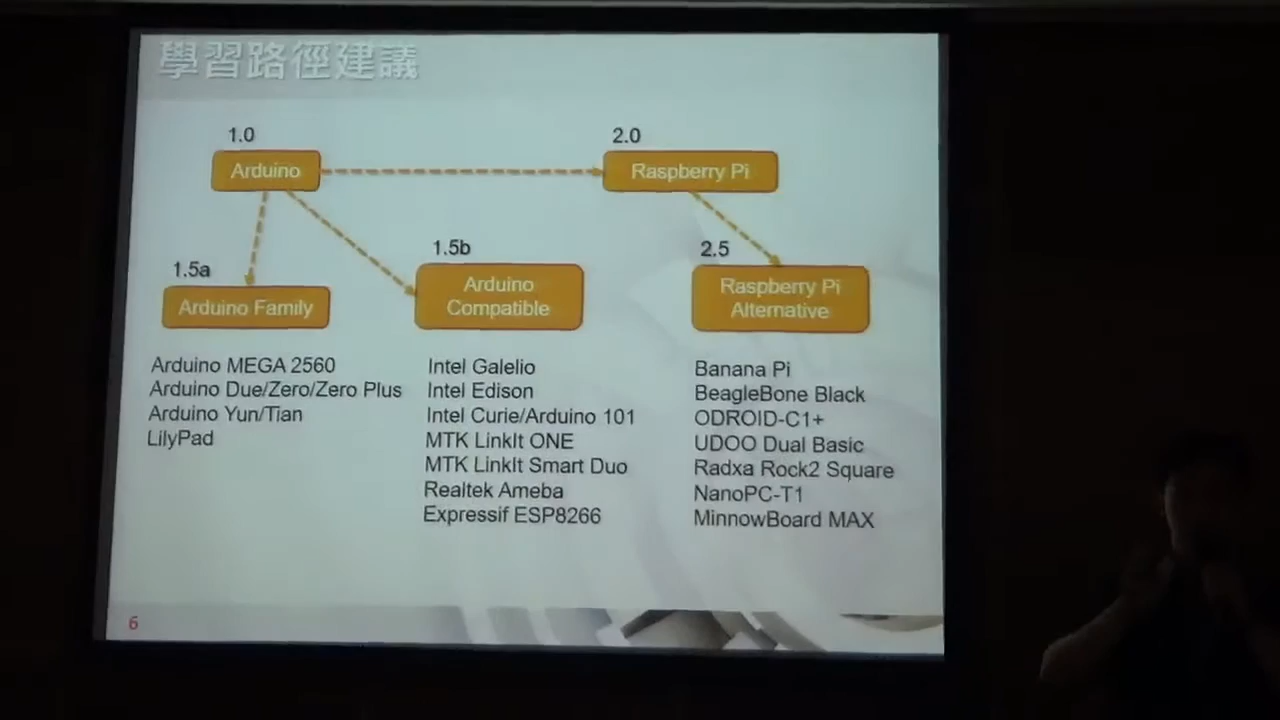 學習路徑建議
1.0
Arduino
2.0
Raspberry Pi
1.5a
Arduino Family
1.5b
Arduino
Compatible
2.5
Raspberry Pi
Alternative
Arduino MEGA 2560
Arduino Due/Zero/Zero Plus
Arduino Yun/Tian
LilyPad
Intel Galelio
Intel Edison
Intel Curie/Arduino 101
MTK LinkIt ONE
MTK LinkIt Smart Duo
Realtek Ameba
Expressif ESP8266
Banana Pi
BeagleBone Black
ODROID-C1+
UDOO Dual Basic
Radxa Rock2 Square
NanoPC-T1
MinnowBoard MAX
6